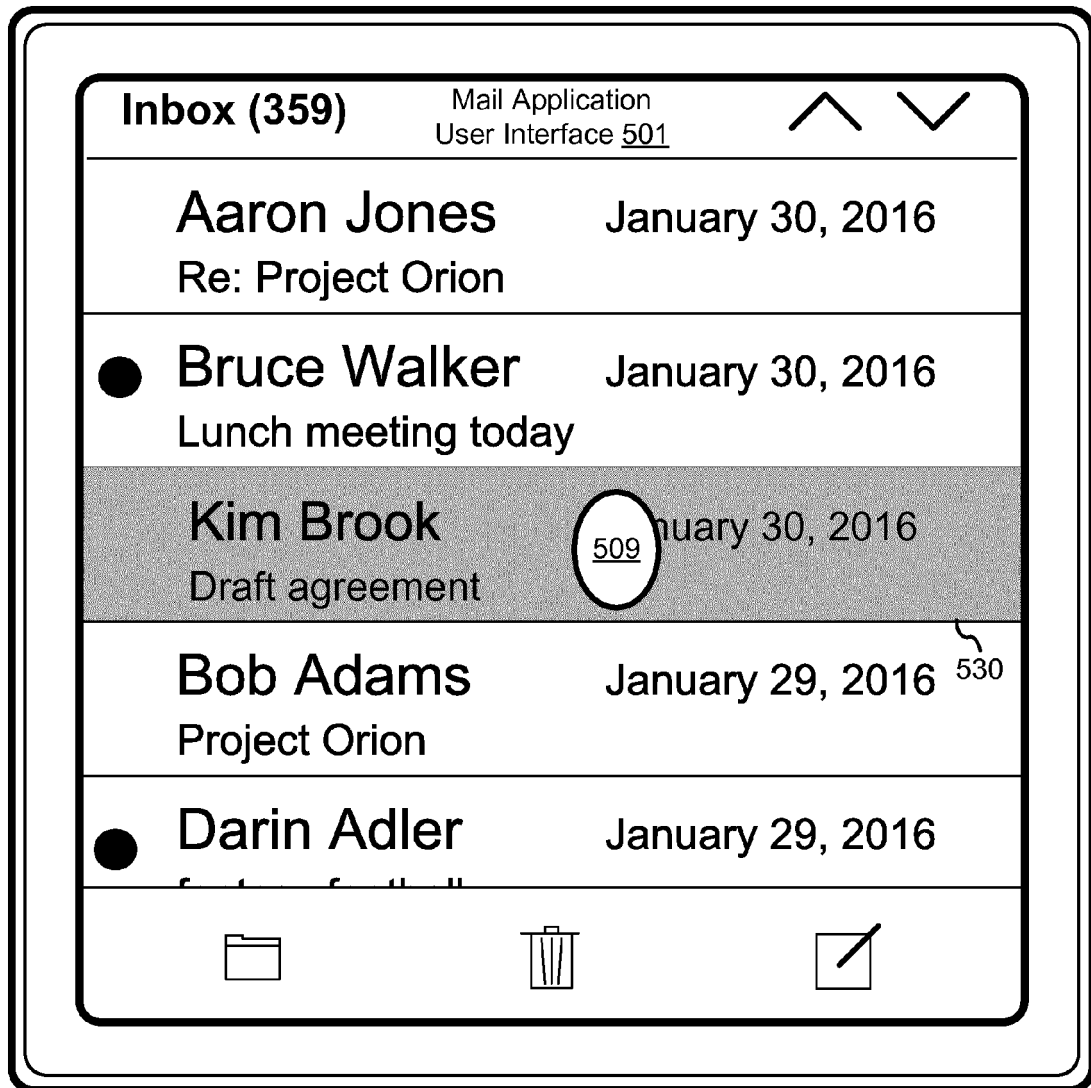 Inbox (359)
Mail Application
User Interface 501
Aaron Jones
January 30, 2016
Re: Project Orion
Bruce Walker
January 30, 2016
Lunch meeting today
Kim Brook
nuary 30, 2016
509
Draft agreement
530
Bob Adams
January 29, 2016
Project Orion
Darin Adler
January 29, 2016